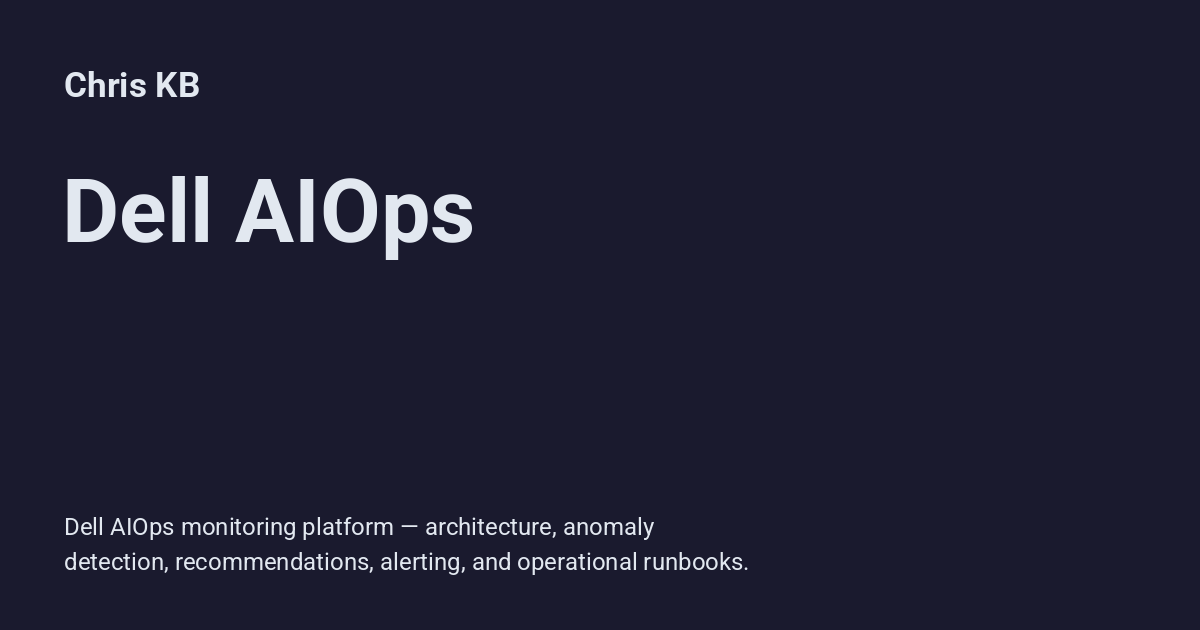 Chris KB
Dell AIOps
Dell AIOps monitoring platform — architecture, anomaly
detection, recommendations, alerting, and operational runbooks.